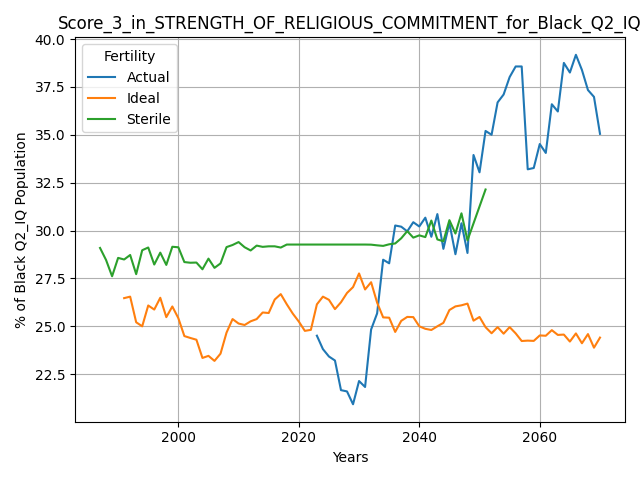 Score_3_in_STRENGTH_OF_RELIGIOUS_COMMITMENT_for_Black_Q2_IQ
Fertility
Actual
Ideal
Sterile
% of Black Q2_IQ Population
40.0
37.5
35.0
32.5
30.0
27.5
25.0
22.5
2000
2020
2040
2060
Years